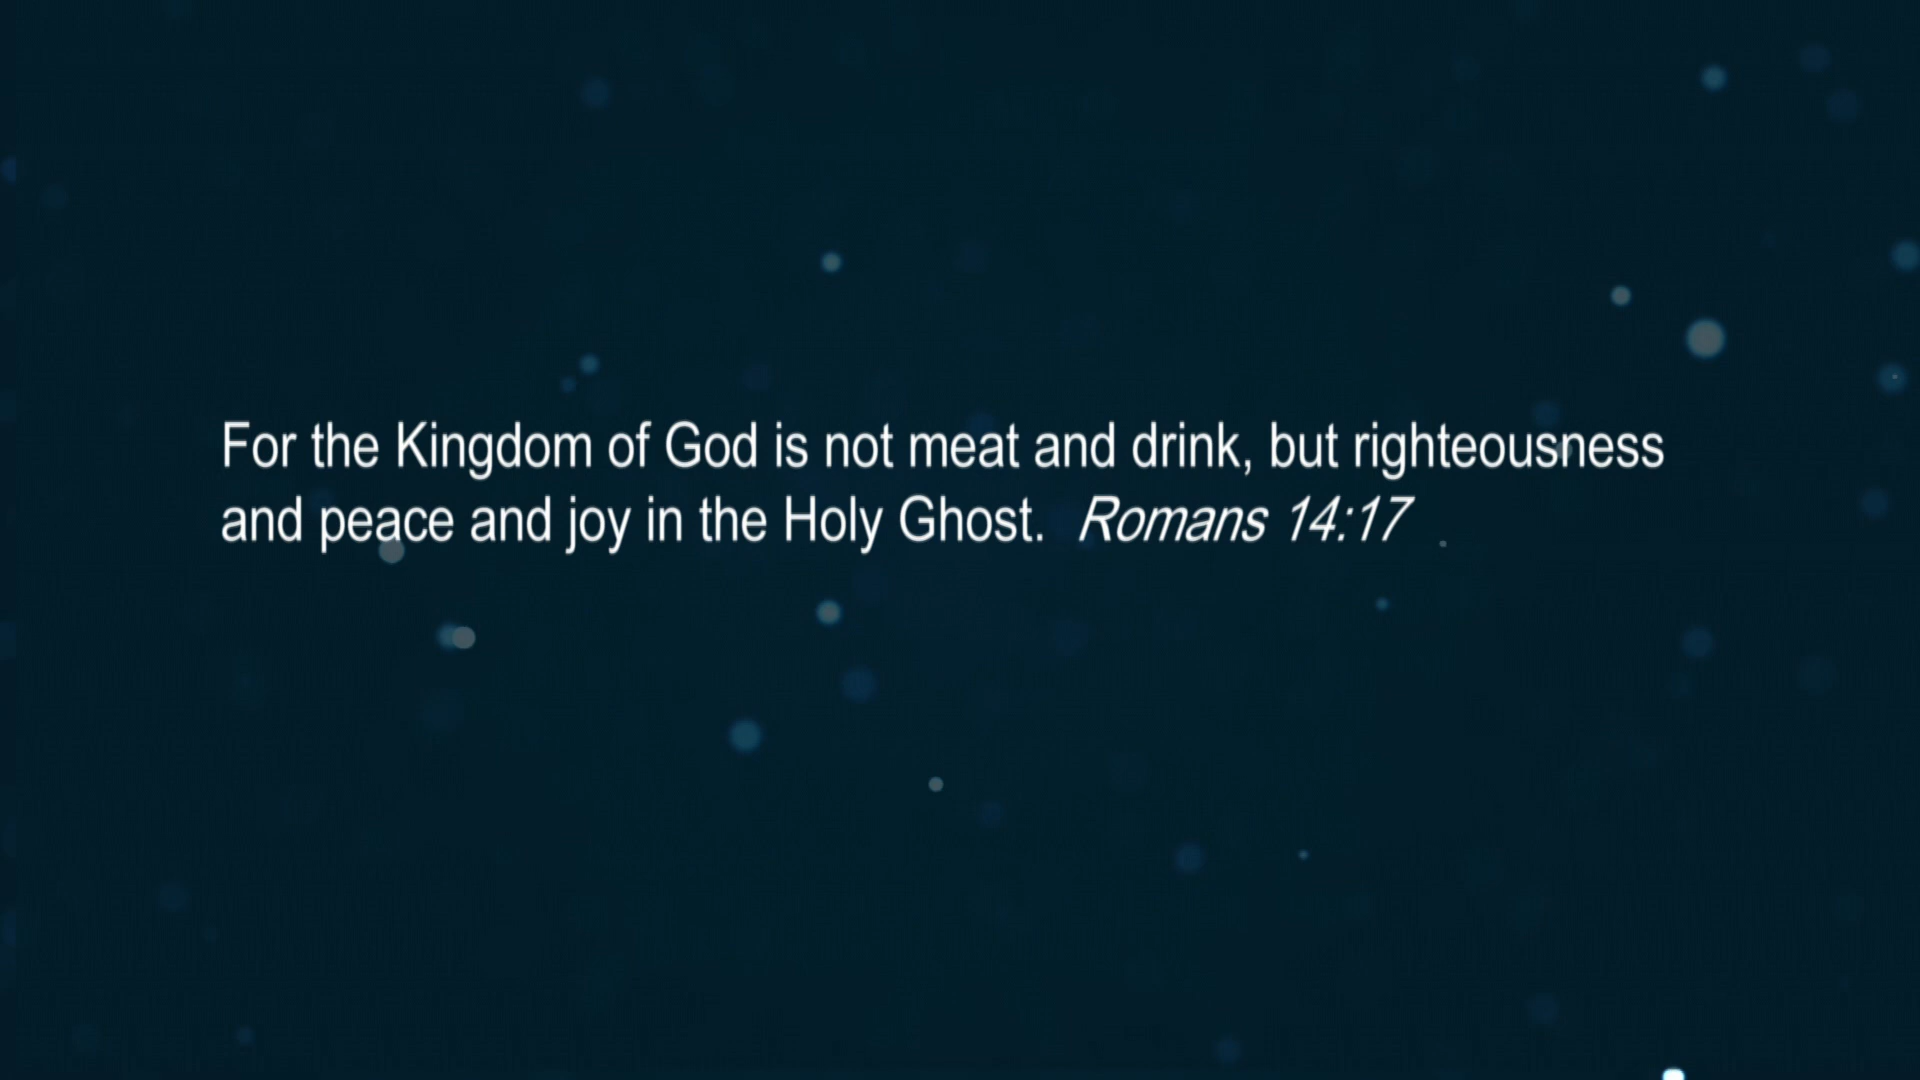 For the Kingdom of God is not meat and drink, but righteousness
and peace and joy in the Holy Ghost. Romans 14:17